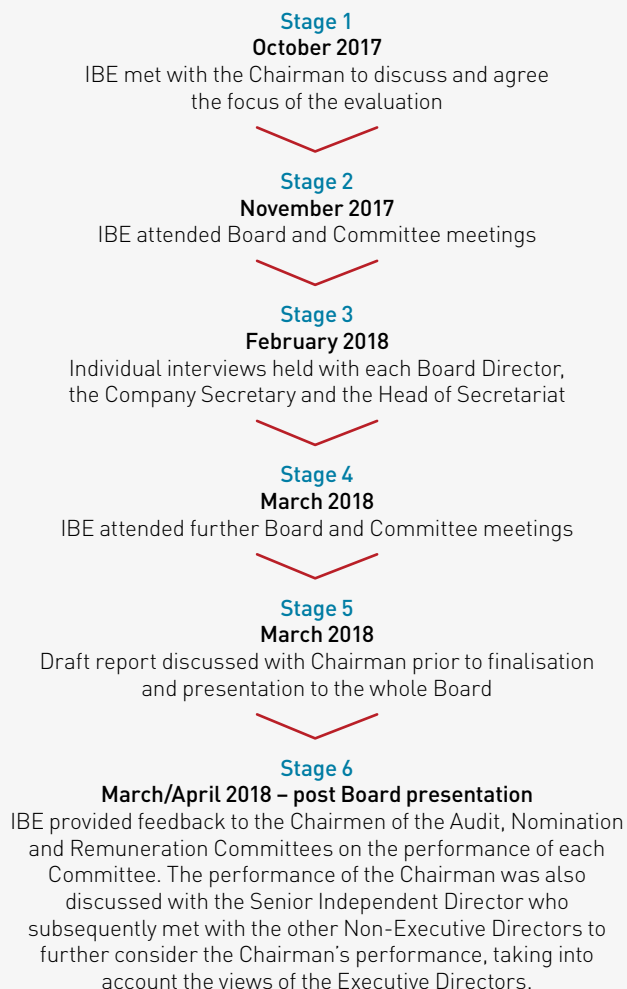 Stage 1
October 2017
IBE met with the Chairman to discuss and agree
the focus of the evaluation
Stage 2
November 2017
IBE attended Board and Committee meetings
Stage 3
February 2018
Individual interviews held with each Board Director,
the Company Secretary and the Head of Secretariat
Stage 4
March 2018
IBE attended further Board and Committee meetings
Stage 5
March 2018
Draft report discussed with Chairman prior to finalisation
and presentation to the whole Board
Stage 6
March/April 2018 – post Board presentation
IBE provided feedback to the Chairmen of the Audit, Nomination
and Remuneration Committees on the performance of each
Committee. The performance of the Chairman was also
discussed with the Senior Independent Director who
subsequently met with the other Non-Executive Directors to
further consider the Chairman’s performance, taking into
account the views of the Executive Directors.